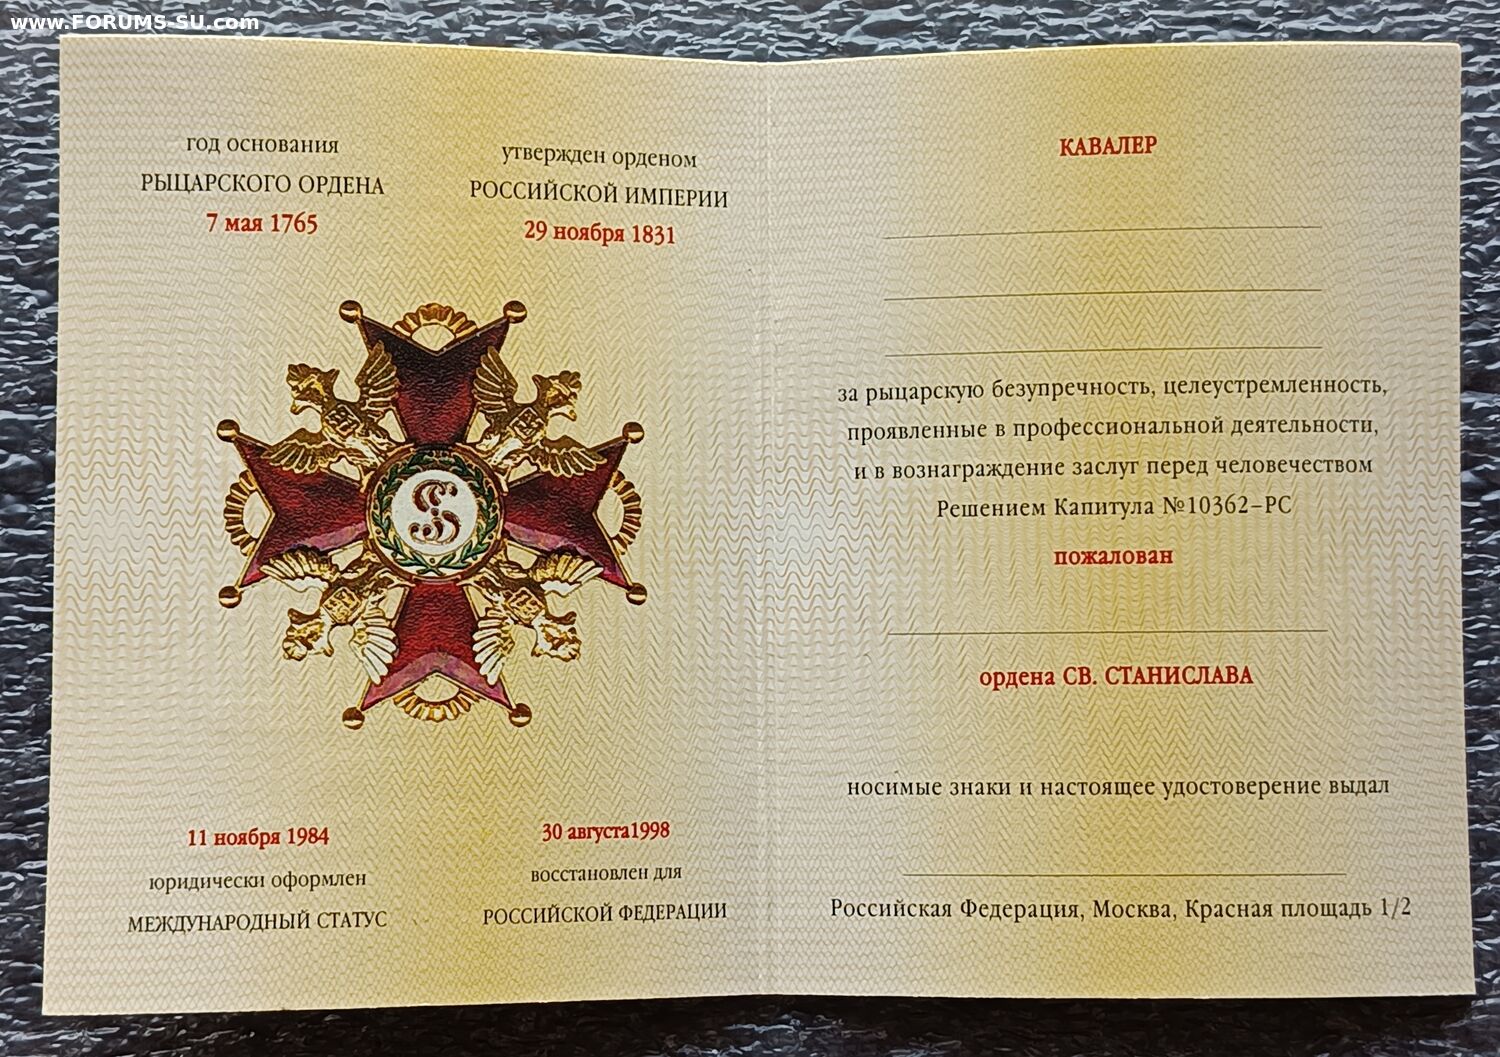 www.FORUMS-SU.com
год основания
РЫЦАРСКОГО ОРДЕНА
7 мая 1765
утвержден орденом
РОССИЙСКОЙ ИМПЕРИИ
29 ноября 1831
11 ноября 1984
юридически оформлен
МЕЖДУНАРОДНЫЙ СТАТУС
30 августа1998
восстановлен для
РОССИЙСКОЙ ФЕДЕРАЦИИ
КАВАЛЕР
за рыцарскую безупречность, целеустремленность,
проявленные в профессиональной деятельности,
и в вознаграждение заслуг перед человечеством
Решением Капитула №10362–РС
пожалован
ордена СВ. СТАНИСЛАВА
носимые знаки и настоящее удостоверение выдал
Российская Федерация, Москва, Красная площадь 1/2